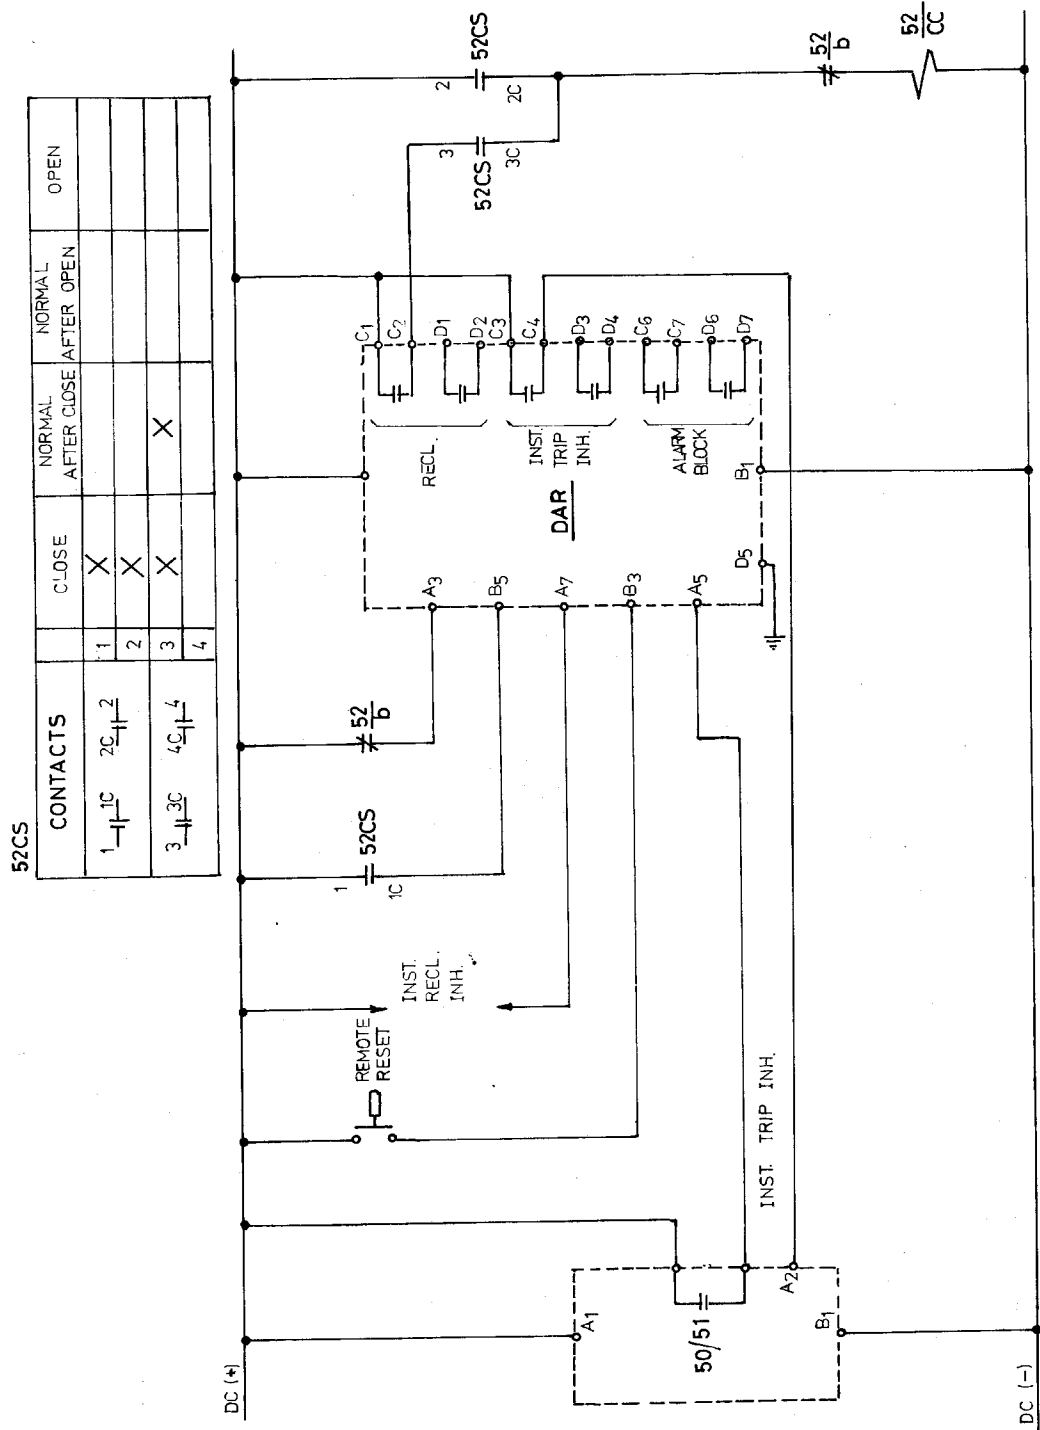 52CS
CONTACTS
CLOSE
NORMAL
AFTER CLOSE
NORMAL
AFTER OPEN
OPEN
1 1C 2C 2
3 3C 4C 4
1 X
2 X
3 X X
4
DC (+)
A1
50/51
B1
A2
INST. TRIP INH.
REMOTE
RESET
INST.
RECL.
INH.
1
1C
52CS
52
b
A3
B5
A7
B3
A5
D5
B1
DAR
RECL.
INST.
TRIP
INH.
ALARM
BLOCK
C1
C2
D1
D2
C3
C4
D3
D4
C6
C7
D6
D7
3
3C
52CS
2
2C
52CS
52
b
52
CC
DC (-)